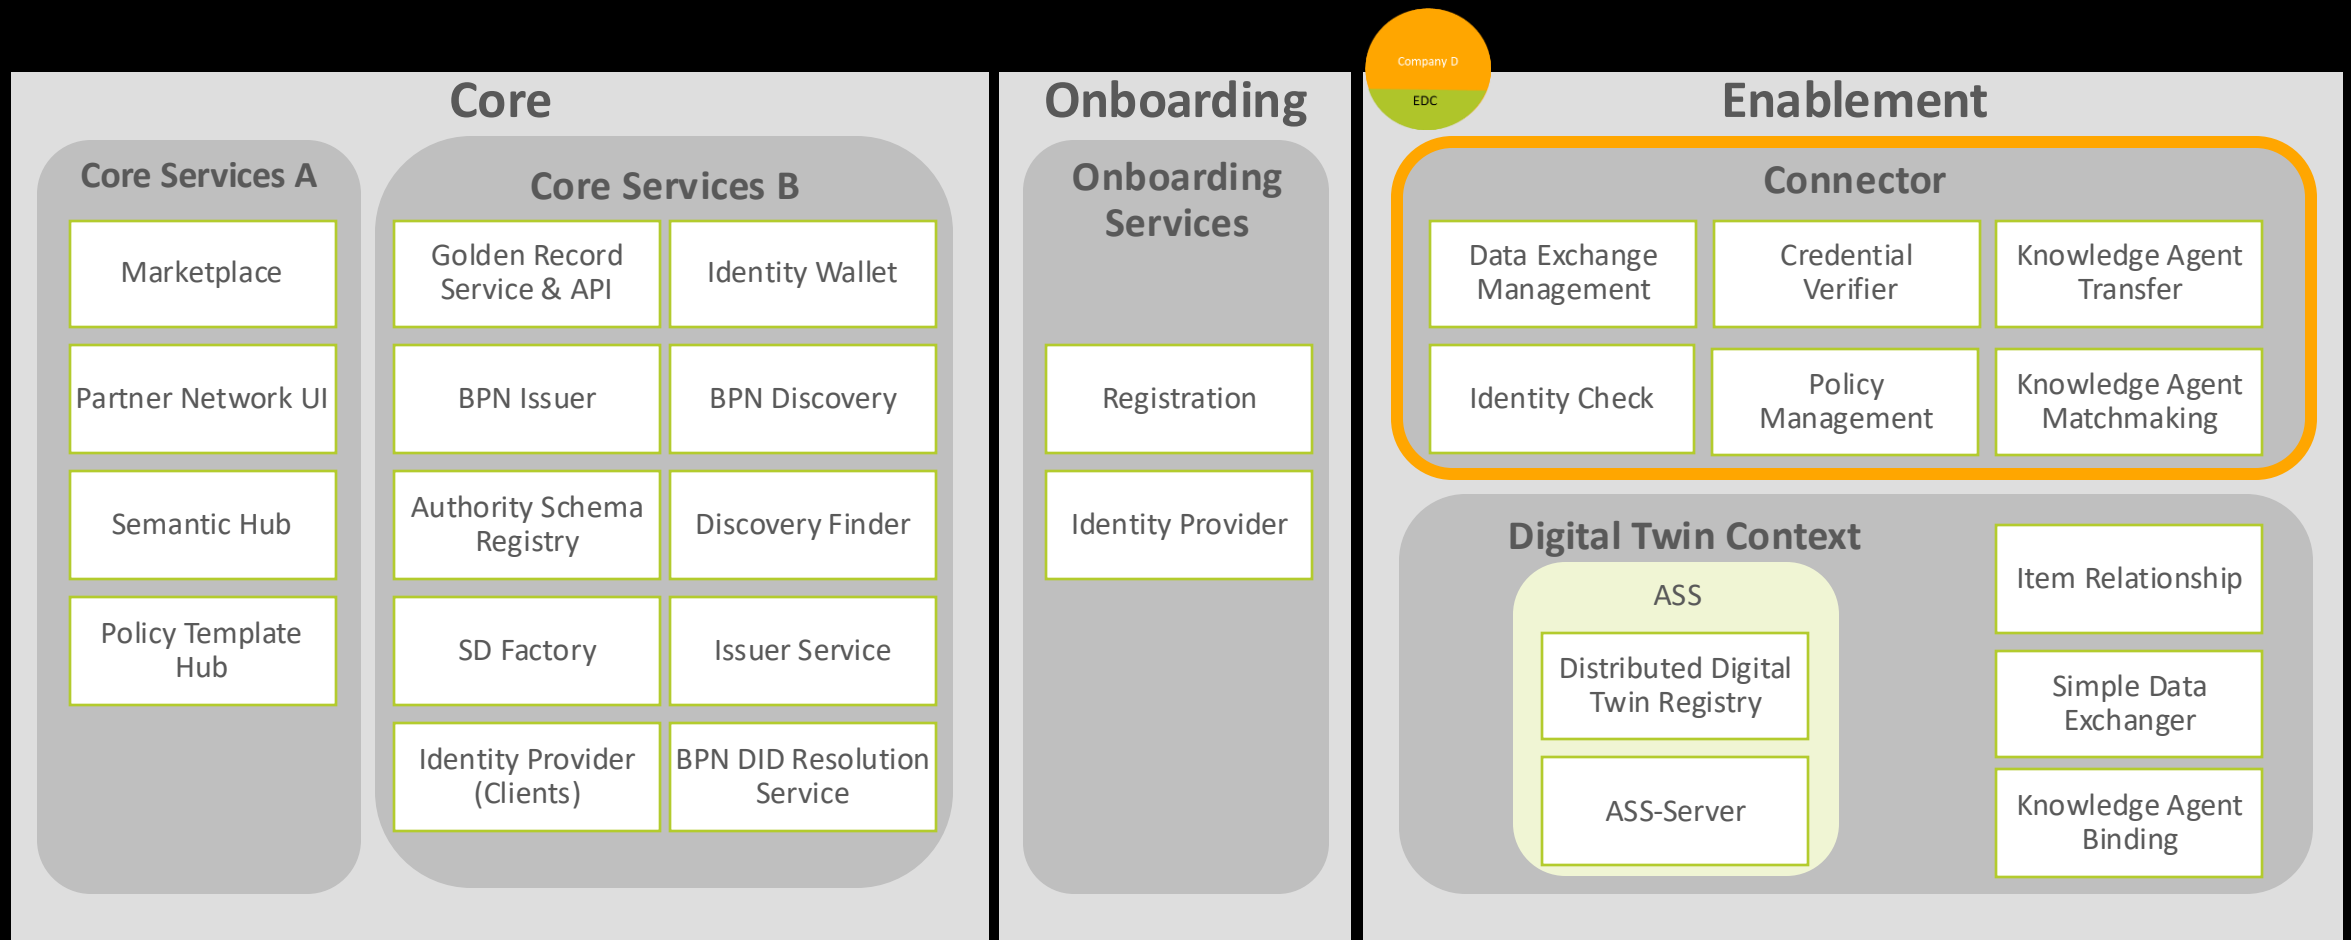 Company D
EDC
Core
Core Services A
Marketplace
Partner Network UI
Semantic Hub
Policy Template
Hub
Core Services B
Golden Record
Service & API
Identity Wallet
BPN Issuer
BPN Discovery
Authority Schema
Registry
Discovery Finder
SD Factory
Issuer Service
Identity Provider
(Clients)
BPN DID Resolution
Service
Onboarding
Onboarding
Services
Registration
Identity Provider
Enablement
Connector
Data Exchange
Management
Credential
Verifier
Knowledge Agent
Transfer
Identity Check
Policy
Management
Knowledge Agent
Matchmaking
Digital Twin Context
ASS
Distributed Digital
Twin Registry
ASS-Server
Item Relationship
Simple Data
Exchanger
Knowledge Agent
Binding